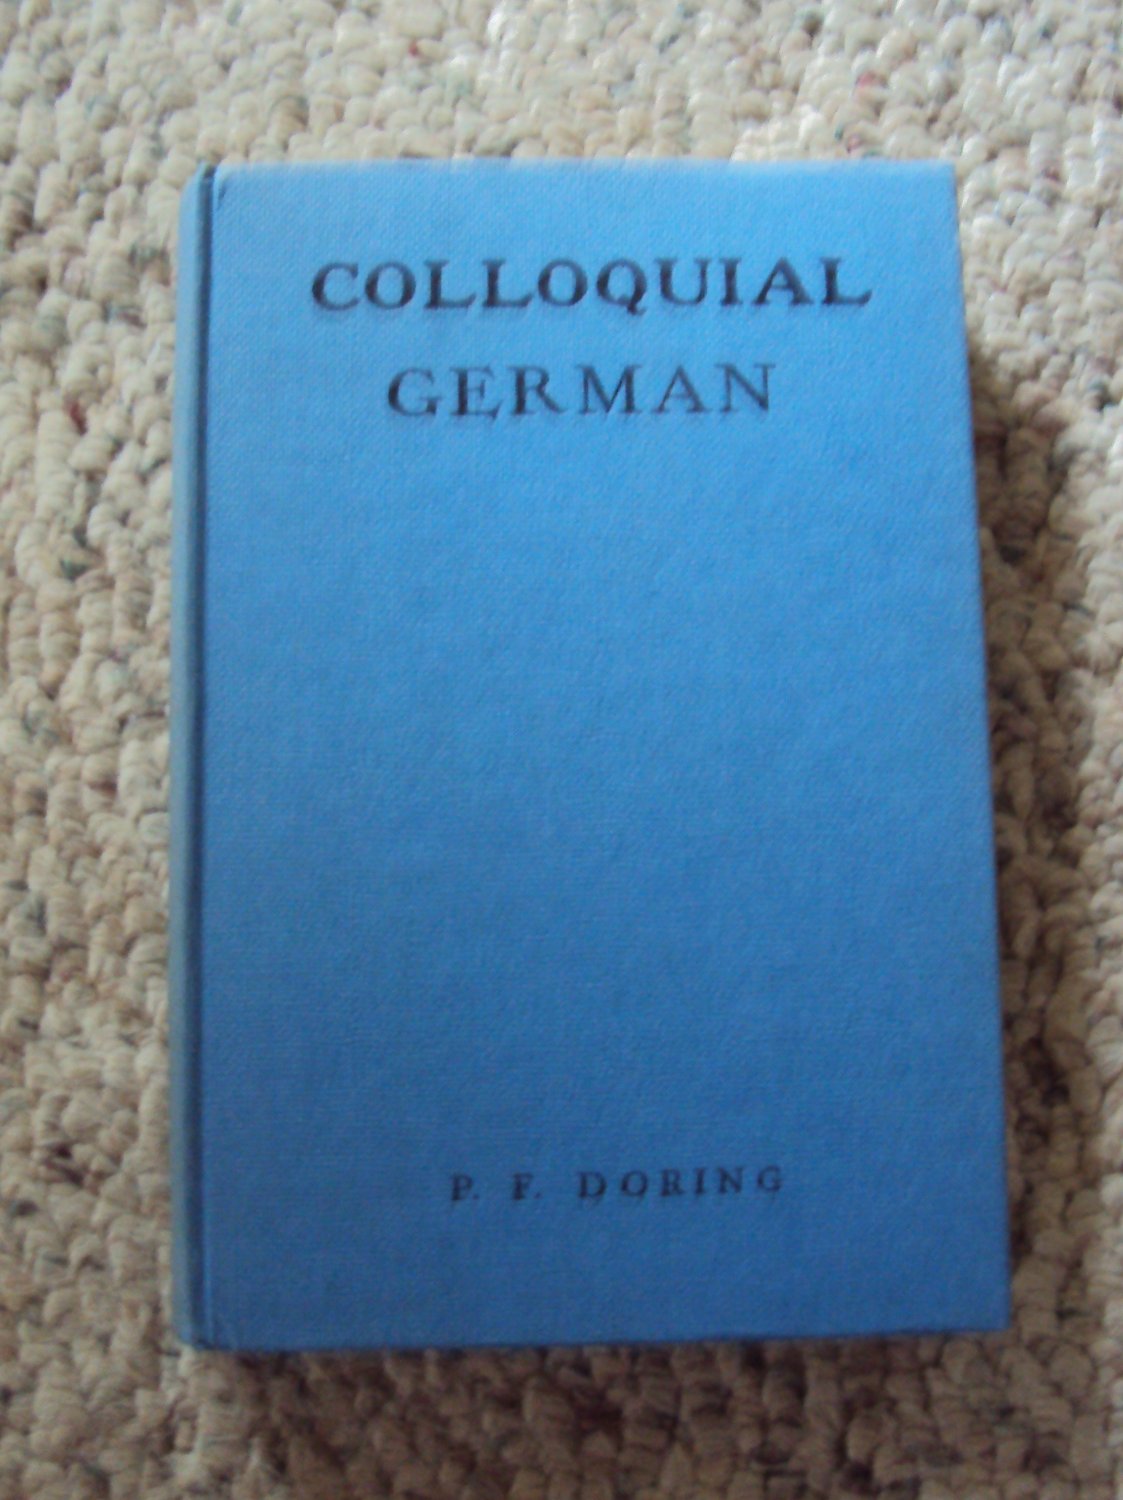 COLLOQUIAL
GERMAN
P. F. DORING